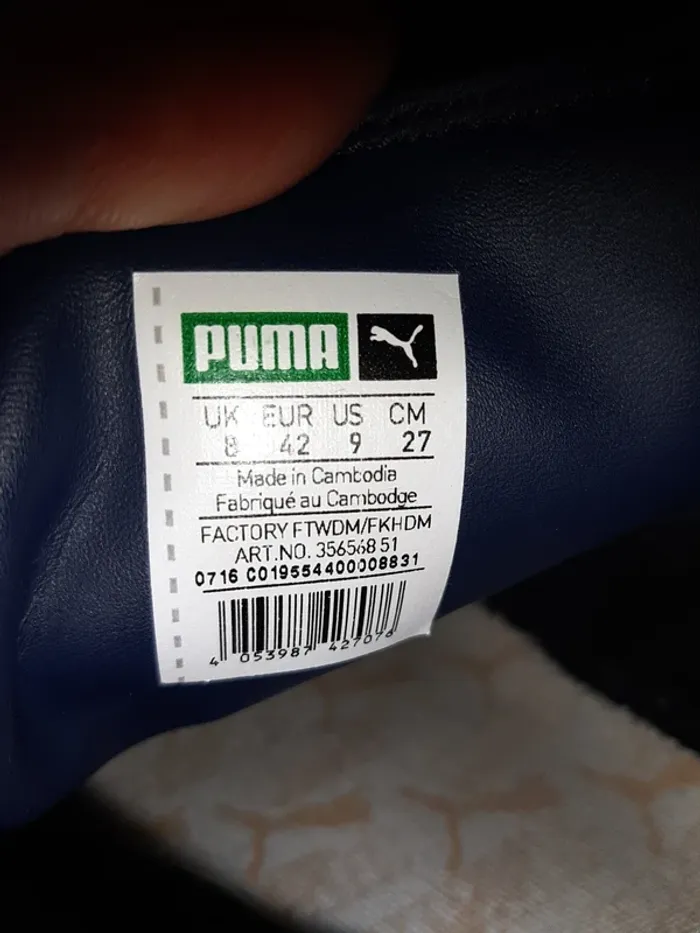 PUMA
UK EUR US CM
8 42 9 27
Made in Cambodia
Fabriqué au Cambodge
FACTORY FTWDM/FKHDM
ART.NO. 356568 51
0716 C019554400008831
4 053987 427076